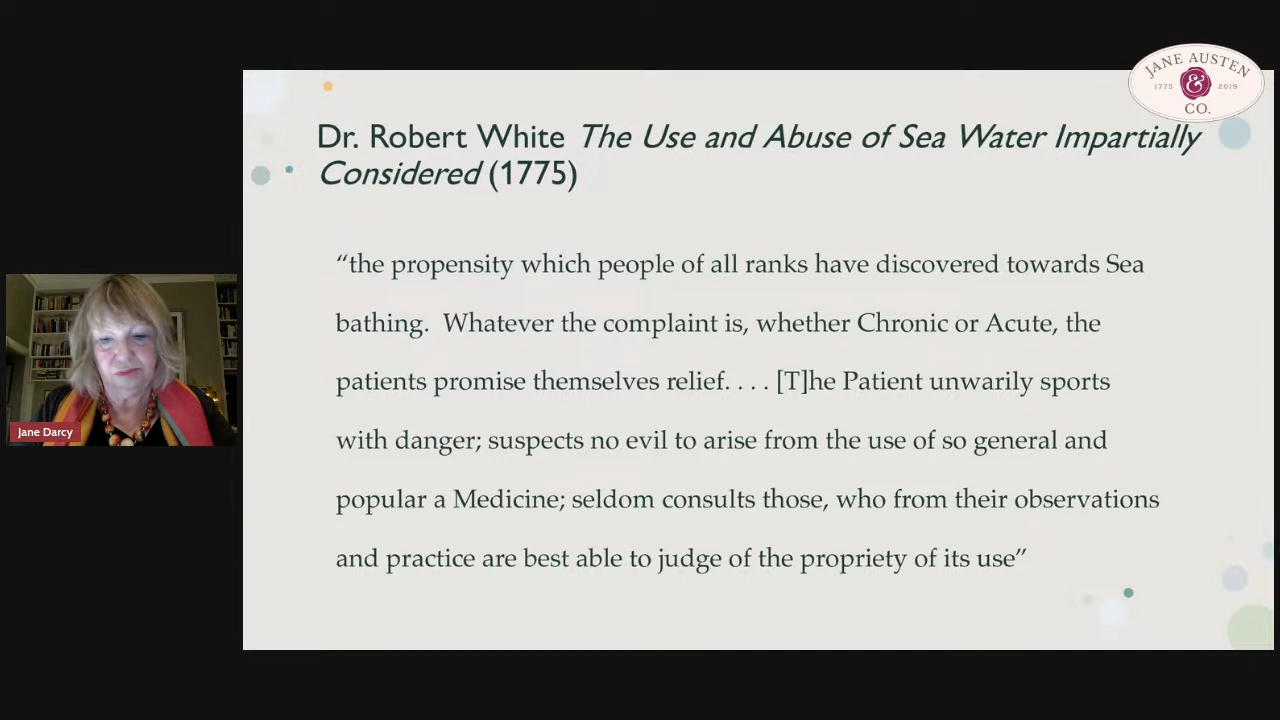 JANE AUSTEN
1775 & 2019
CO.
Dr. Robert White The Use and Abuse of Sea Water Impartially
Considered (1775)
“the propensity which people of all ranks have discovered towards Sea
bathing.  Whatever the complaint is, whether Chronic or Acute, the
patients promise themselves relief. . . . [T]he Patient unwarily sports
with danger; suspects no evil to arise from the use of so general and
popular a Medicine; seldom consults those, who from their observations
and practice are best able to judge of the propriety of its use”
Jane Darcy